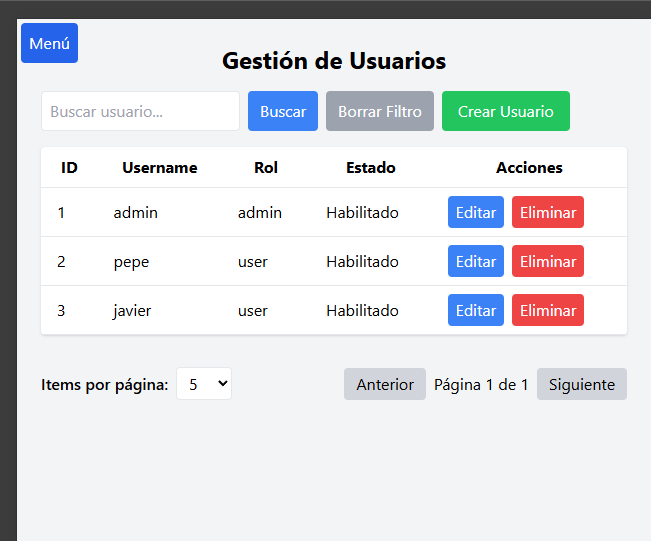 Menú
Gestión de Usuarios
Buscar usuario... Buscar Borrar Filtro Crear Usuario
ID Username Rol Estado Acciones
1 admin admin Habilitado Editar Eliminar
2 pepe user Habilitado Editar Eliminar
3 javier user Habilitado Editar Eliminar
Items por página: 5 Anterior Página 1 de 1 Siguiente